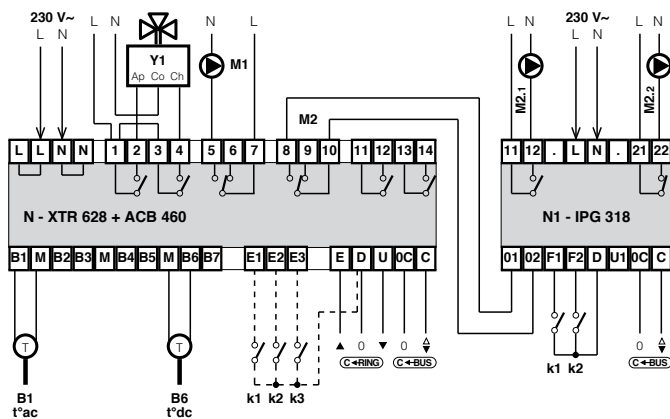 230 V~ L N N L 230 V~ L N L N
L N Y1 M1 L N
Ap Co Ch M2.1 M2.2
M2
L L N N 1 2 3 4 5 6 7 8 9 10 11 12 13 14 11 12 . L N . 21 22
N - XTR 628 + ACB 460 N1 - IPG 318
B1 M B2 B3 M B4 B5 M B6 B7 E1 E2 E3 E D U 0C C 01 02 F1 F2 D U1 0C C
T T ▲ 0 ▼ 0 0
C◄RING C◄BUS k1 k2 C◄BUS
B1 B6 k1 k2 k3
t°ac t°dc